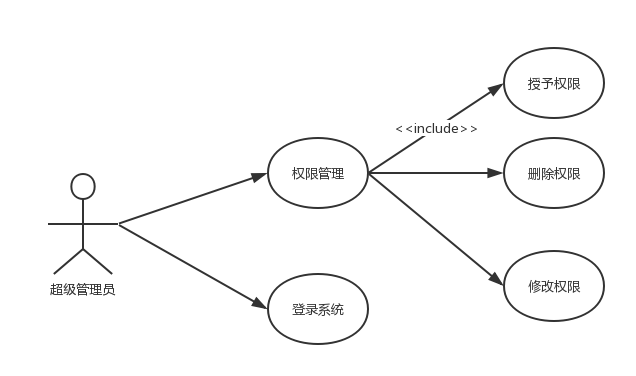 授予权限
<<include>>
权限管理
删除权限
超级管理员
修改权限
登录系统